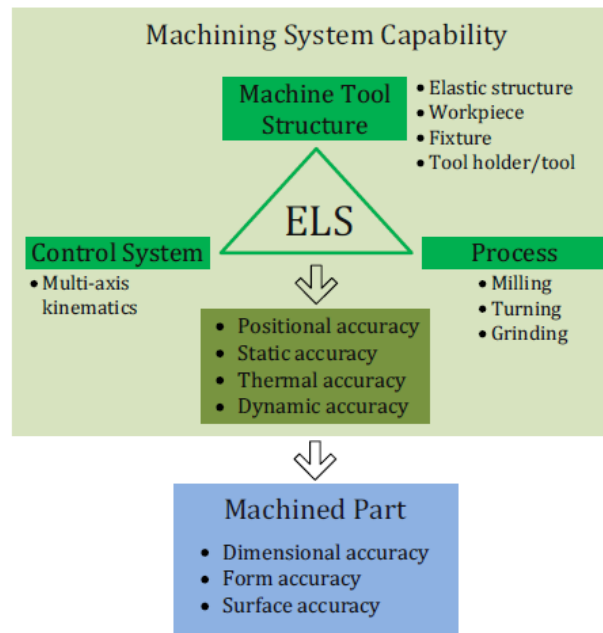 Machining System Capability
Machine Tool
Structure
• Elastic structure
• Workpiece
• Fixture
• Tool holder/tool
ELS
Control System
• Multi-axis
kinematics
Process
• Milling
• Turning
• Grinding
• Positional accuracy
• Static accuracy
• Thermal accuracy
• Dynamic accuracy
Machined Part
• Dimensional accuracy
• Form accuracy
• Surface accuracy